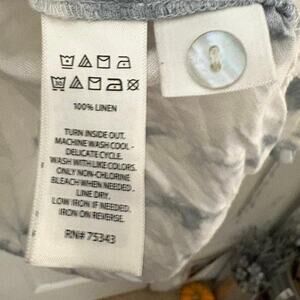 100% LINEN
TURN INSIDE OUT.
MACHINE WASH COOL -
DELICATE CYCLE.
WASH WITH LIKE COLORS.
ONLY NON-CHLORINE
BLEACH WHEN NEEDED.
LINE DRY.
LOW IRON IF NEEDED.
IRON ON REVERSE.
RN# 75343